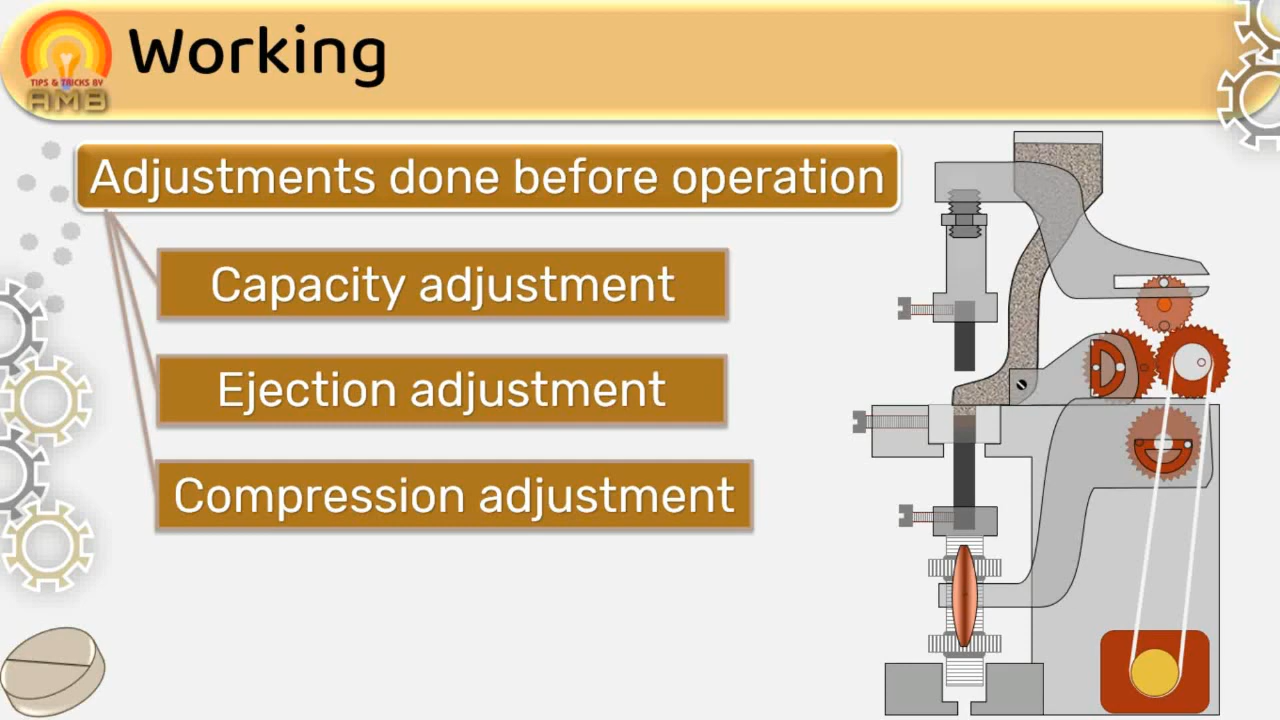 Working
TIPS & TRICKS BY
AMB
Adjustments done before operation
Capacity adjustment
Ejection adjustment
Compression adjustment